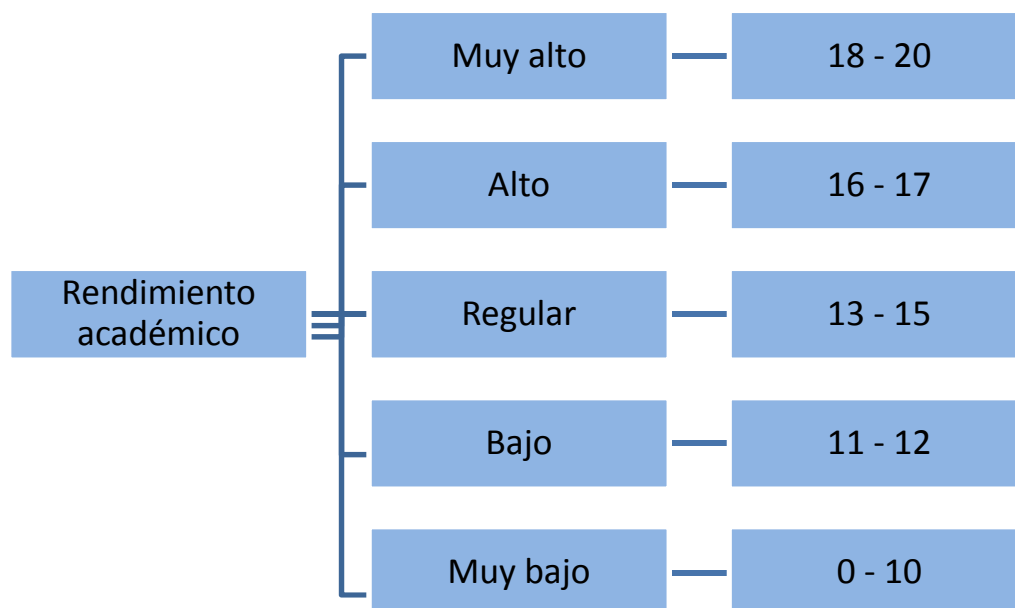 Muy alto
18 - 20
Alto
16 - 17
Rendimiento
académico
Regular
13 - 15
Bajo
11 - 12
Muy bajo
0 - 10